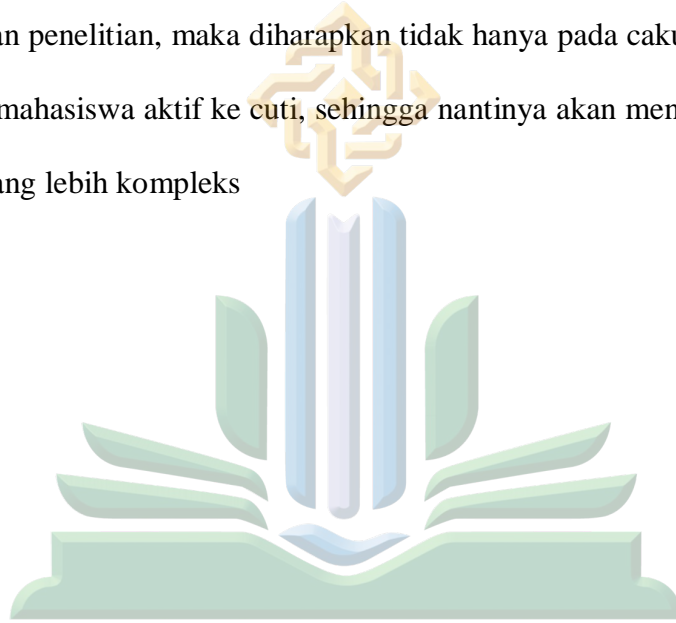 an penelitian, maka diharapkan tidak hanya pada caku
mahasiswa aktif ke cuti, sehingga nantinya akan men
ang lebih kompleks